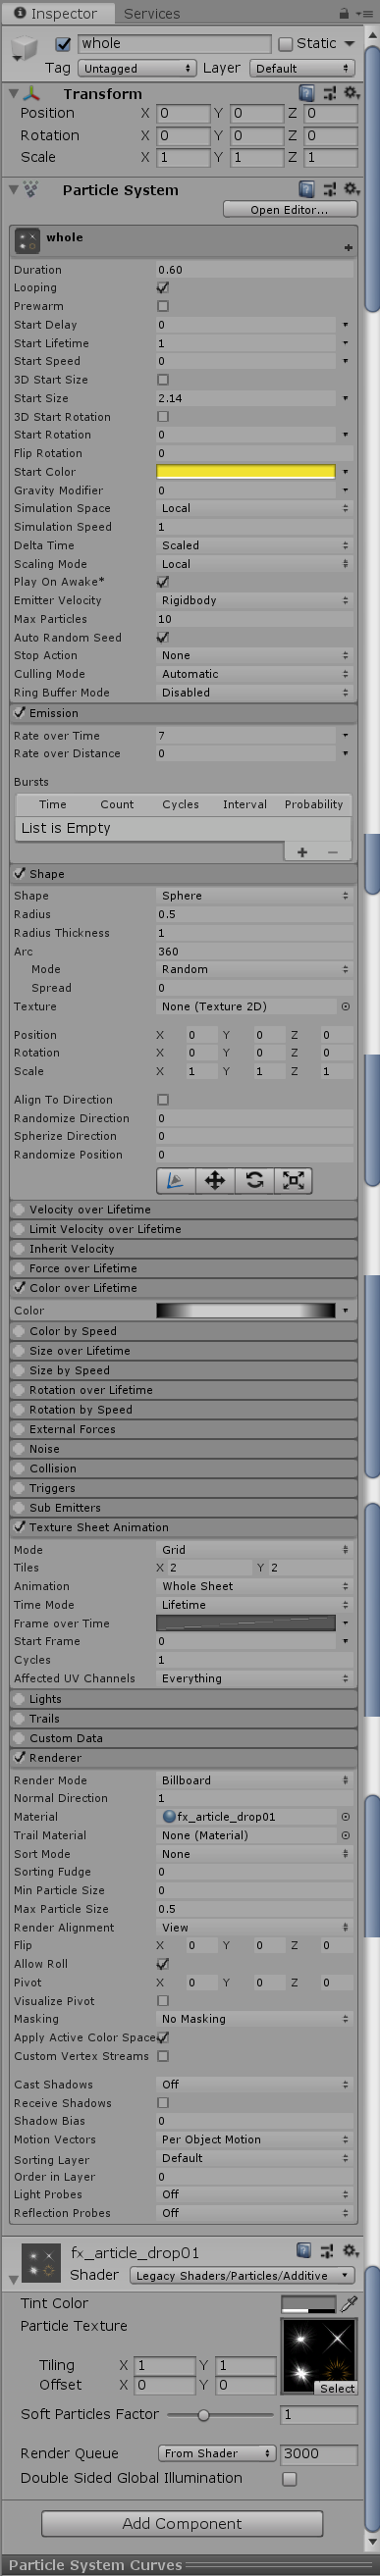 Inspector Services
whole Static
Tag Untagged Layer Default
Transform
Position X 0 Y 0 Z 0
Rotation X 0 Y 0 Z 0
Scale X 1 Y 1 Z 1
Particle System
Open Editor...
whole
Duration 0.60
Looping
Prewarm
Start Delay 0
Start Lifetime 1
Start Speed 0
3D Start Size
Start Size 2.14
3D Start Rotation
Start Rotation 0
Flip Rotation 0
Start Color
Gravity Modifier 0
Simulation Space Local
Simulation Speed 1
Delta Time Scaled
Scaling Mode Local
Play On Awake*
Emitter Velocity Rigidbody
Max Particles 10
Auto Random Seed
Stop Action None
Culling Mode Automatic
Ring Buffer Mode Disabled
Emission
Rate over Time 7
Rate over Distance 0
Bursts
Time Count Cycles Interval Probability
List is Empty
Shape
Shape Sphere
Radius 0.5
Radius Thickness 1
Arc 360
Mode Random
Spread 0
Texture None (Texture 2D)
Position X 0 Y 0 Z 0
Rotation X 0 Y 0 Z 0
Scale X 1 Y 1 Z 1
Align To Direction
Randomize Direction 0
Spherize Direction 0
Randomize Position 0
Velocity over Lifetime
Limit Velocity over Lifetime
Inherit Velocity
Force over Lifetime
Color over Lifetime
Color
Color by Speed
Size over Lifetime
Size by Speed
Rotation over Lifetime
Rotation by Speed
External Forces
Noise
Collision
Triggers
Sub Emitters
Texture Sheet Animation
Mode Grid
Tiles X 2 Y 2
Animation Whole Sheet
Time Mode Lifetime
Frame over Time
Start Frame 0
Cycles 1
Affected UV Channels Everything
Lights
Trails
Custom Data
Renderer
Render Mode Billboard
Normal Direction 1
Material fx_article_drop01
Trail Material None (Material)
Sort Mode None
Sorting Fudge 0
Min Particle Size 0
Max Particle Size 0.5
Render Alignment View
Flip X 0 Y 0 Z 0
Allow Roll
Pivot X 0 Y 0 Z 0
Visualize Pivot
Masking No Masking
Apply Active Color Space
Custom Vertex Streams
Cast Shadows Off
Receive Shadows
Shadow Bias 0
Motion Vectors Per Object Motion
Sorting Layer Default
Order in Layer 0
Light Probes Off
Reflection Probes Off
fx_article_drop01
Shader Legacy Shaders/Particles/Additive
Tint Color
Particle Texture
Tiling X 1 Y 1
Offset X 0 Y 0 Select
Soft Particles Factor 1
Render Queue From Shader 3000
Double Sided Global Illumination
Add Component
Particle System Curves